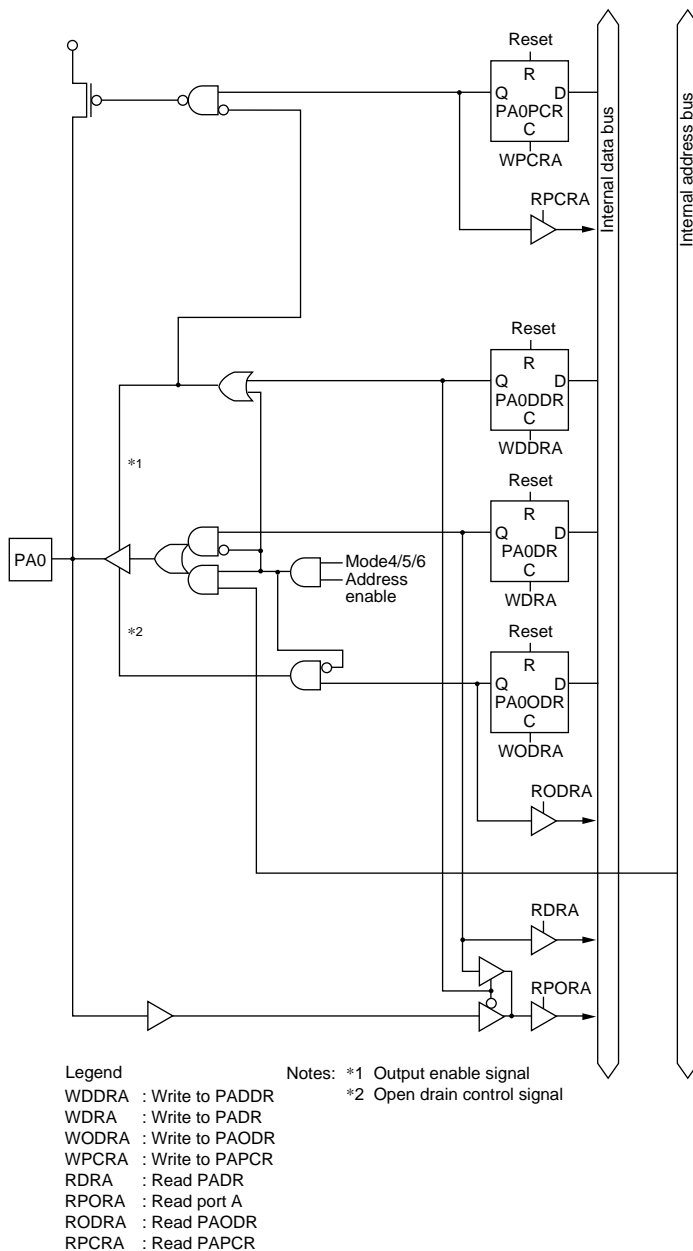 Reset
R
Q D
PA0PCR
C
WPCRA
RPCRA
Internal data bus
Internal address bus
Reset
R
Q D
PA0DDR
C
WDDRA
*1
Reset
R
Q D
PA0DR
C
WDRA
PA0
Mode4/5/6
Address
enable
*2
Reset
R
Q D
PA0ODR
C
WODRA
RODRA
RDRA
RPORA
Legend
WDDRA : Write to PADDR
WDRA : Write to PADR
WODRA : Write to PAODR
WPCRA : Write to PAPCR
RDRA : Read PADR
RPORA : Read port A
RODRA : Read PAODR
RPCRA : Read PAPCR
Notes: *1 Output enable signal
*2 Open drain control signal